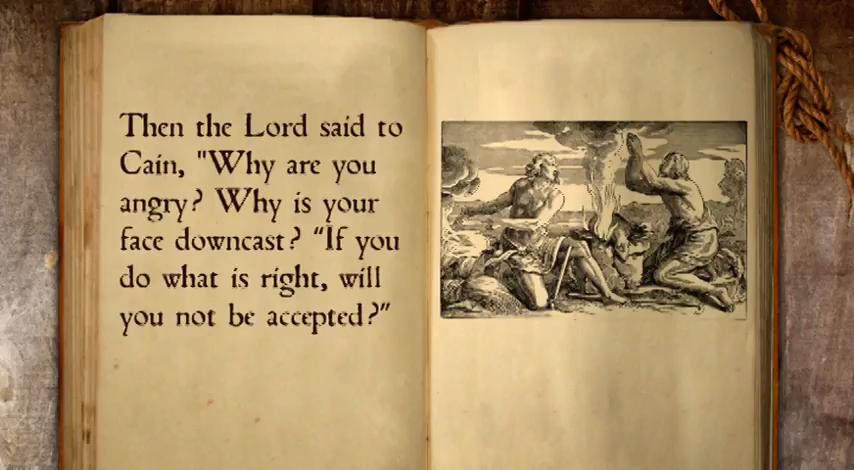 Then the Lord said to
Cain, "Why are you
angry? Why is your
face downcast? “If you
do what is right, will
you not be accepted?”